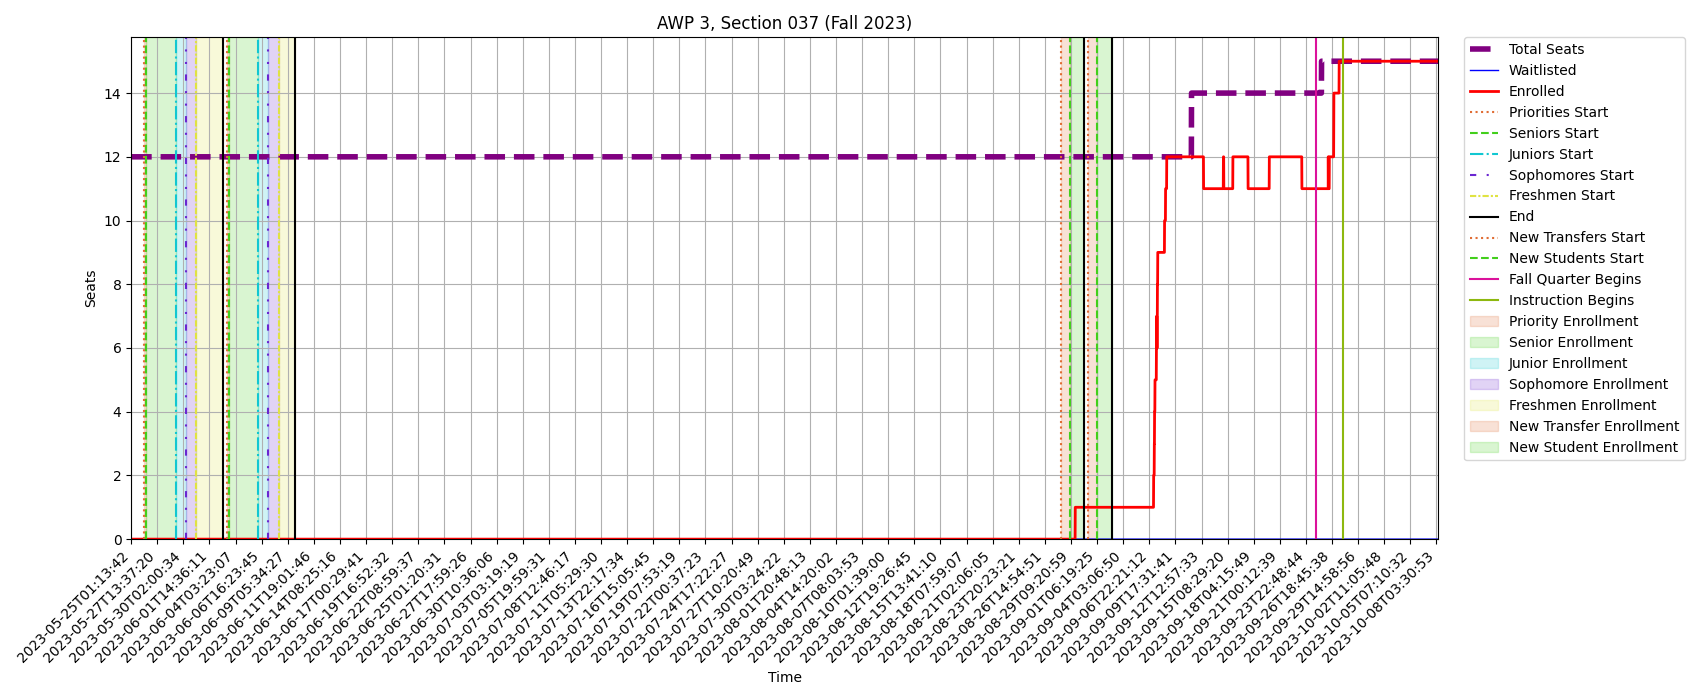 AWP 3, Section 037 (Fall 2023)
Seats
14
12
10
8
6
4
2
0
2023-05-25T01:13:42
2023-05-27T13:37:20
2023-05-30T02:00:34
2023-06-01T14:36:11
2023-06-04T03:23:07
2023-06-06T16:23:45
2023-06-09T05:34:27
2023-06-11T19:01:46
2023-06-14T08:25:16
2023-06-17T00:29:41
2023-06-19T16:52:32
2023-06-22T08:59:37
2023-06-25T01:20:31
2023-06-27T17:59:26
2023-06-30T10:36:06
2023-07-03T03:19:19
2023-07-05T19:59:31
2023-07-08T12:46:17
2023-07-11T05:29:30
2023-07-13T22:17:34
2023-07-16T15:05:45
2023-07-19T07:53:19
2023-07-22T00:37:23
2023-07-24T17:22:27
2023-07-27T10:20:49
2023-07-30T03:24:22
2023-08-01T20:48:13
2023-08-04T14:20:02
2023-08-07T08:03:53
2023-08-10T01:39:00
2023-08-12T19:26:45
2023-08-15T13:41:10
2023-08-18T07:59:07
2023-08-21T02:06:05
2023-08-23T20:23:21
2023-08-26T14:54:51
2023-08-29T09:20:59
2023-09-01T06:19:25
2023-09-04T03:06:50
2023-09-06T22:21:12
2023-09-09T17:31:41
2023-09-12T12:57:33
2023-09-15T08:29:20
2023-09-18T04:15:49
2023-09-21T00:12:39
2023-09-23T22:48:44
2023-09-26T18:45:38
2023-09-29T14:58:56
2023-10-02T11:05:48
2023-10-05T07:10:32
2023-10-08T03:30:53
Time
Total Seats
Waitlisted
Enrolled
Priorities Start
Seniors Start
Juniors Start
Sophomores Start
Freshmen Start
End
New Transfers Start
New Students Start
Fall Quarter Begins
Instruction Begins
Priority Enrollment
Senior Enrollment
Junior Enrollment
Sophomore Enrollment
Freshmen Enrollment
New Transfer Enrollment
New Student Enrollment